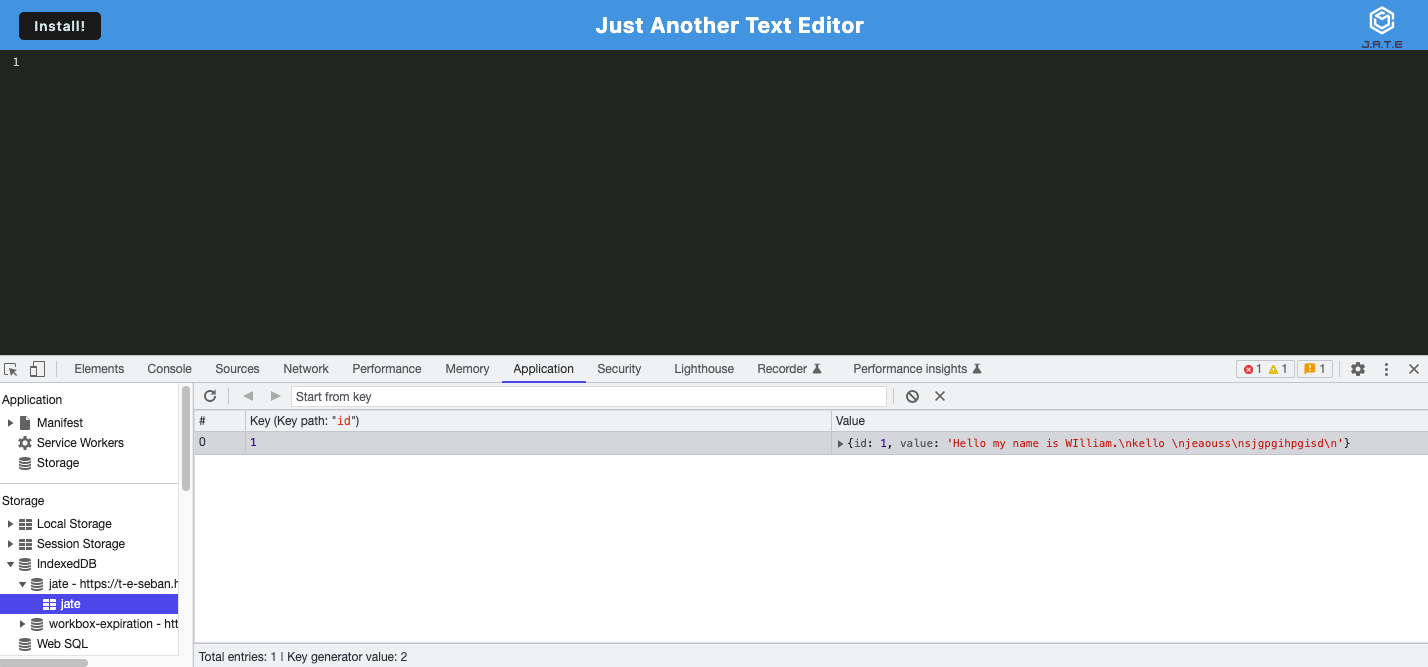 Install!
Just Another Text Editor
J.A.T.E
1
Elements Console Sources Network Performance Memory Application Security Lighthouse Recorder Performance insights 1 1 1
Application
Manifest
Service Workers
Storage
Storage
Local Storage
Session Storage
IndexedDB
jate - https://t-e-seban.h
jate
workbox-expiration - htt
Web SQL
Start from key
# Key (Key path: "id") Value
0 1 {id: 1, value: 'Hello my name is WIlliam.\nkello \njeaouss\nsjgpgihpgisd\n'}
Total entries: 1 | Key generator value: 2